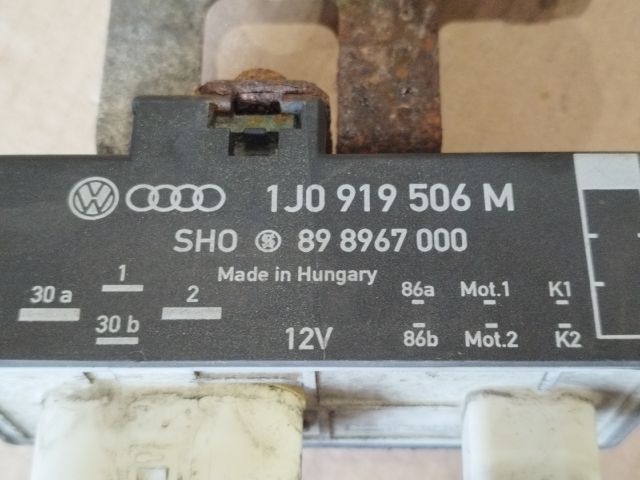 1J0 919 506 M
SHO 89 8967 000
Made in Hungary
30 a 1 2 86a Mot.1 K1
30 b 12V 86b Mot.2 K2